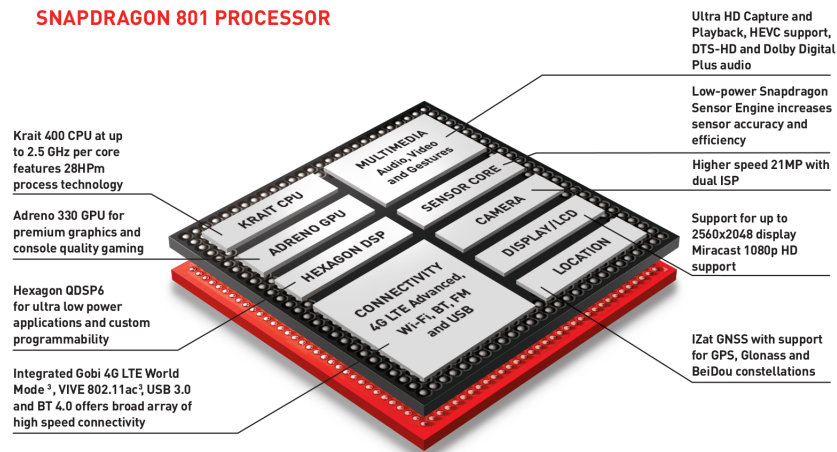 SNAPDRAGON 801 PROCESSOR
Ultra HD Capture and
Playback, HEVC support,
DTS-HD and Dolby Digital
Plus audio
Low-power Snapdragon
Sensor Engine increases
sensor accuracy and
efficiency
Higher speed 21MP with
dual ISP
Support for up to
2560x2048 display
Miracast 1080p HD
support
IZat GNSS with support
for GPS, Glonass and
BeiDou constellations
Krait 400 CPU at up
to 2.5 GHz per core
features 28HPm
process technology
Adreno 330 GPU for
premium graphics and
console quality gaming
Hexagon QDSP6
for ultra low power
applications and custom
programmability
Integrated Gobi 4G LTE World
Mode ³, VIVE 802.11ac³, USB 3.0
and BT 4.0 offers broad array of
high speed connectivity
MULTIMEDIA
Audio, Video
and Gestures
KRAIT CPU
SENSOR CORE
ADRENO GPU
CAMERA
HEXAGON DSP
DISPLAY/LCD
CONNECTIVITY
4G LTE Advanced,
Wi-Fi, BT, FM
and USB
LOCATION